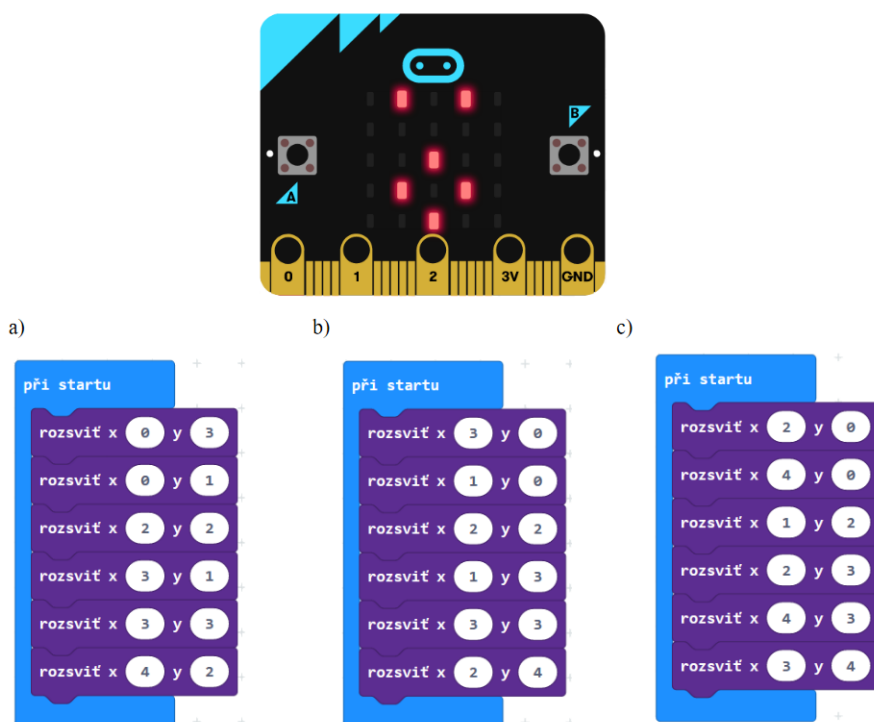 B
A
0 1 2 3V GND
a) b) c)
při startu
rozsviť x 0 y 3
rozsviť x 0 y 1
rozsviť x 2 y 2
rozsviť x 3 y 1
rozsviť x 3 y 3
rozsviť x 4 y 2
při startu
rozsviť x 3 y 0
rozsviť x 1 y 0
rozsviť x 2 y 2
rozsviť x 1 y 3
rozsviť x 3 y 3
rozsviť x 2 y 4
při startu
rozsviť x 2 y 0
rozsviť x 4 y 0
rozsviť x 1 y 2
rozsviť x 2 y 3
rozsviť x 4 y 3
rozsviť x 3 y 4